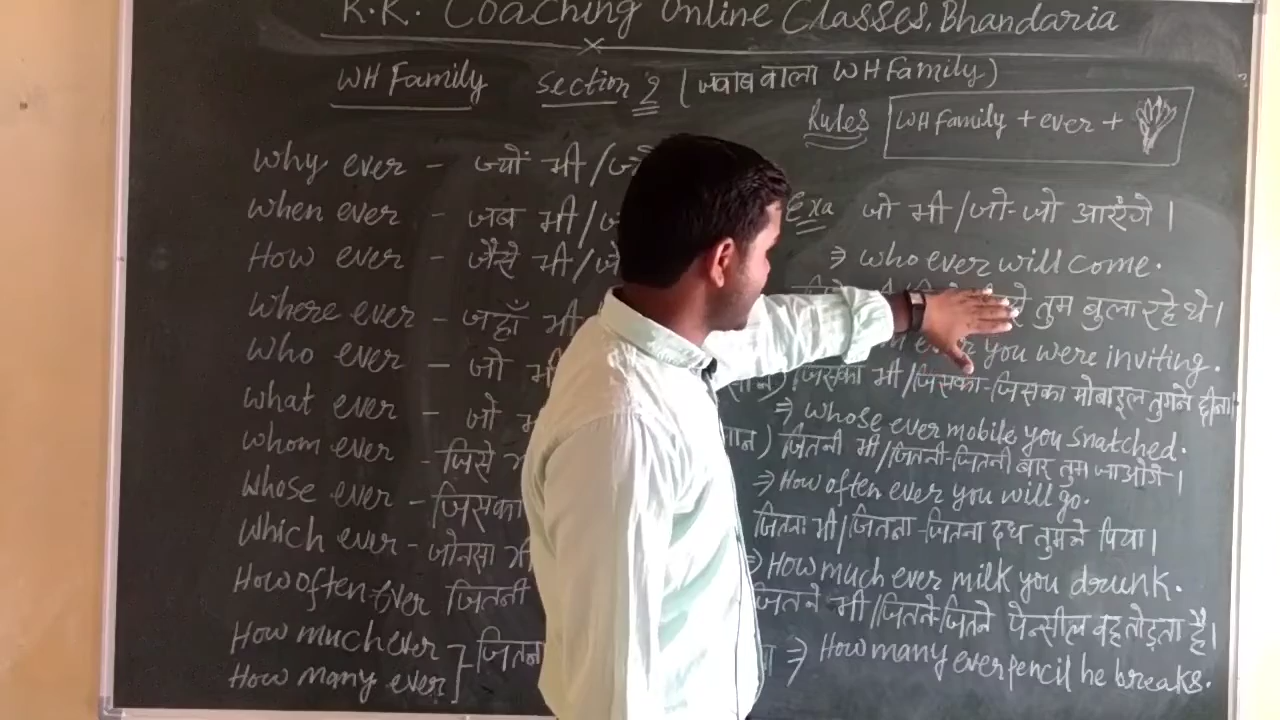 K.K. Coaching Online Classes, Bhandaria
WH Family Section 2 (जवाब वाला WH Family)
Rules WH family + ever +
Why ever - ज्यों भी /
When ever - जब भी /
How ever - जैसे भी /
Where ever - जहाँ
Who ever - जो भी
what ever - जो
whom ever - जिसे
Whose ever - जिसका
Which ever - जोनसा
How often-ever जितनी
How much ever
How many ever ] - जितना
Exa जो भी / जो-जो आएंगे ।
⇒ who ever will come.
तुम बुला रहे थे ।
ever you were inviting.
जिसका भी / जिसका-जिसका मोबाइल तुमने छीना
⇒ whose ever mobile you snatched.
जितनी भी / जितनी-जितनी बार तुम जाओगे ।
⇒ How often ever you will go.
जितना भी / जितना-जितना दूध तुमने पिया ।
⇒ How much ever milk you drunk.
जितने भी / जितने-जितने पेन्सील वह तोड़ता है ।
⇒ How many ever pencil he breaks.